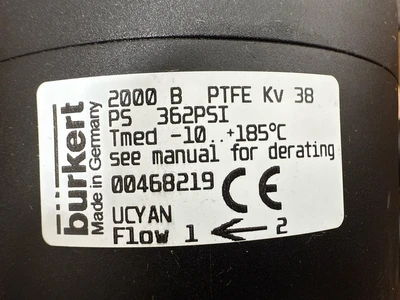 bürkert
Made in Germany
2000 B PTFE Kv 38
PS 362PSI
Tmed -10..+185°C
see manual for derating
00468219 CE
UCYAN
Flow 1 ← 2